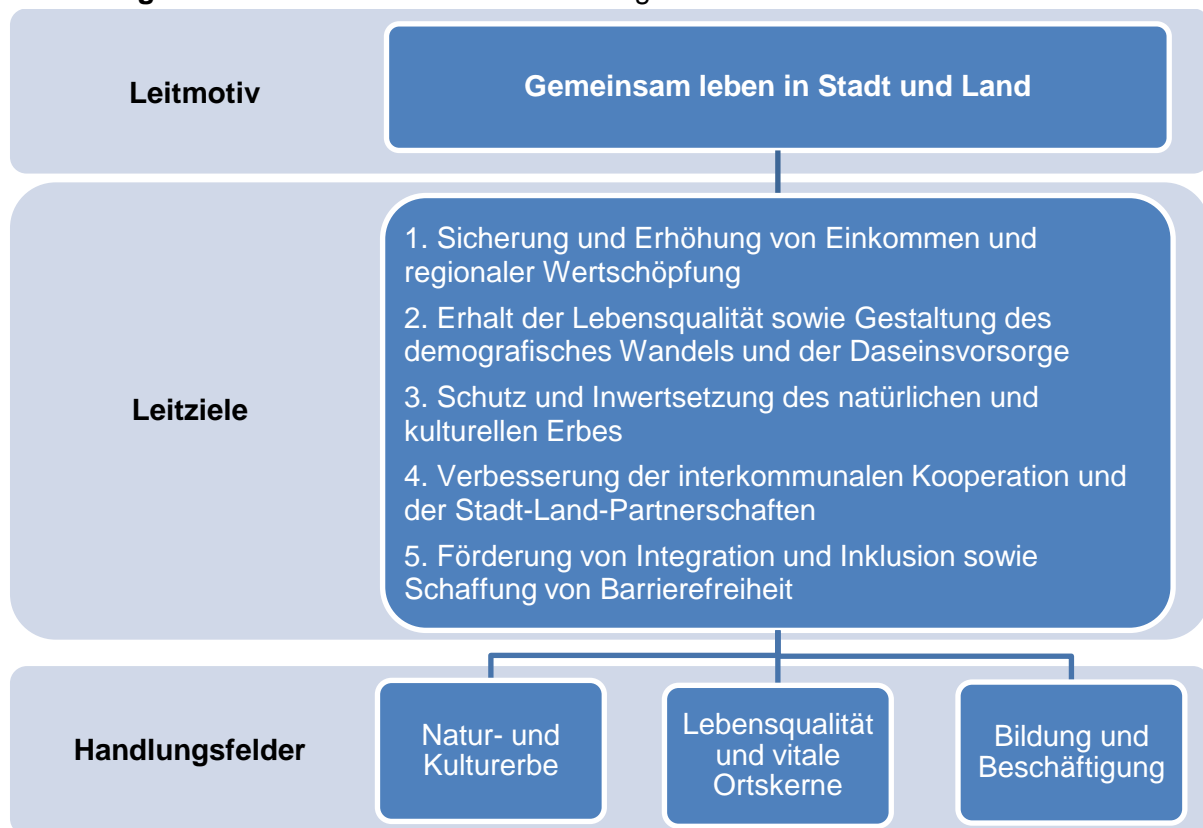 Leitmotiv
Gemeinsam leben in Stadt und Land
Leitziele
1. Sicherung und Erhöhung von Einkommen und
regionaler Wertschöpfung
2. Erhalt der Lebensqualität sowie Gestaltung des
demografisches Wandels und der Daseinsvorsorge
3. Schutz und Inwertsetzung des natürlichen und
kulturellen Erbes
4. Verbesserung der interkommunalen Kooperation und
der Stadt-Land-Partnerschaften
5. Förderung von Integration und Inklusion sowie
Schaffung von Barrierefreiheit
Handlungsfelder
Natur- und
Kulturerbe
Lebensqualität
und vitale
Ortskerne
Bildung und
Beschäftigung